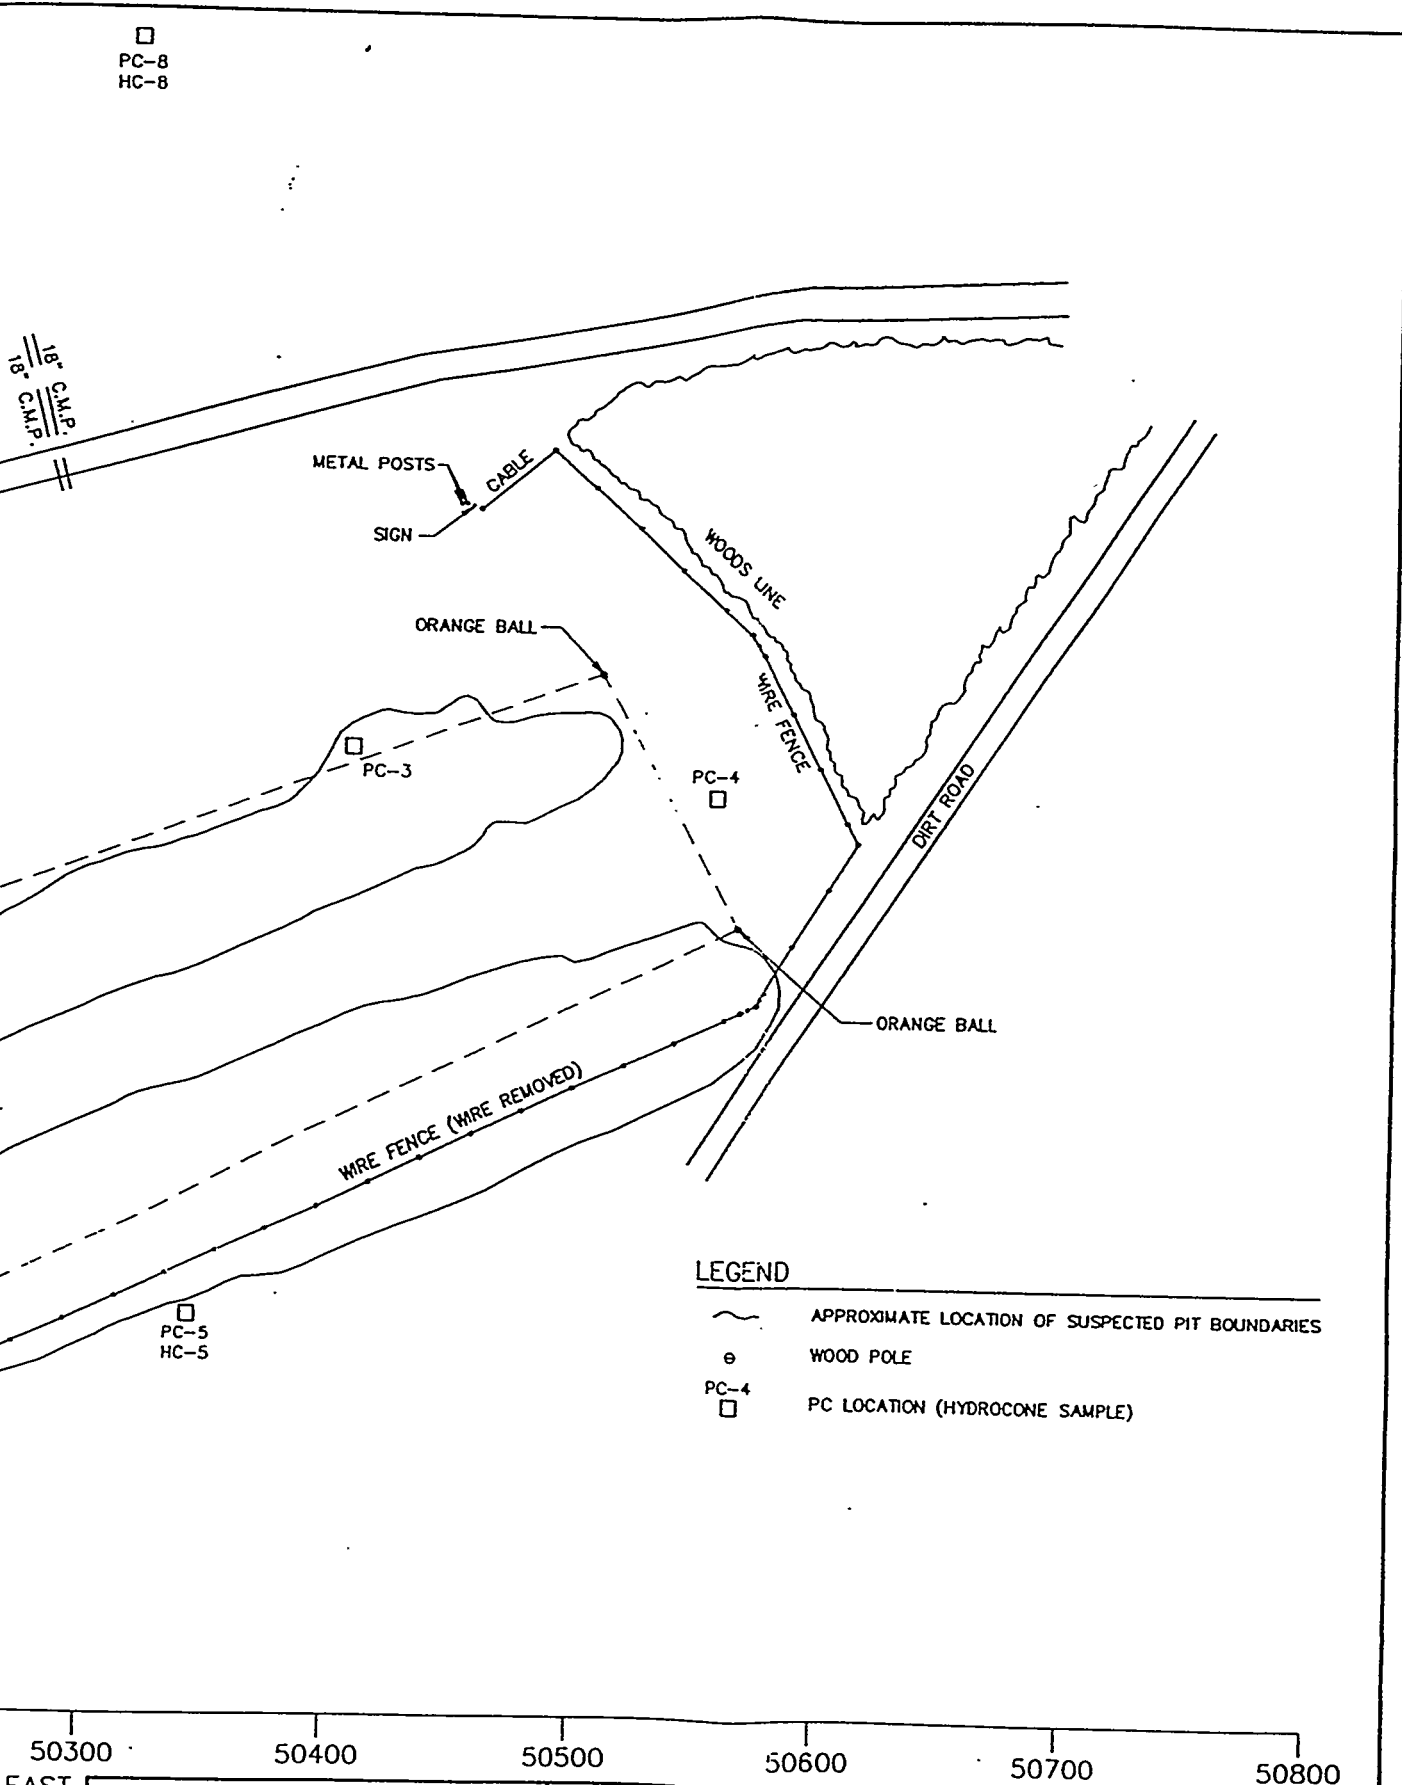 PC-8
HC-8
18" C.M.P.
18" C.M.P.
METAL POSTS
CABLE
SIGN
WOODS LINE
ORANGE BALL
WIRE FENCE
PC-3
PC-4
DIRT ROAD
ORANGE BALL
WIRE FENCE (WIRE REMOVED)
PC-5
HC-5
LEGEND
APPROXIMATE LOCATION OF SUSPECTED PIT BOUNDARIES
WOOD POLE
PC-4
PC LOCATION (HYDROCONE SAMPLE)
50300 50400 50500 50600 50700 50800
EAST